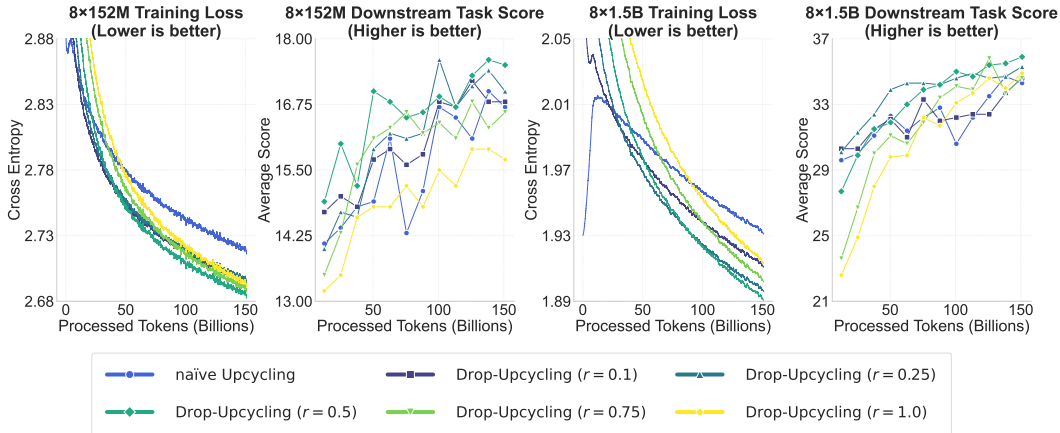 8×152M Training Loss
(Lower is better)
2.88
2.83
2.78
2.73
2.68
Cross Entropy
0
50
100
150
Processed Tokens (Billions)
8×152M Downstream Task Score
(Higher is better)
18.00
16.75
15.50
14.25
13.00
Average Score
50
100
150
Processed Tokens (Billions)
8×1.5B Training Loss
(Lower is better)
2.05
2.01
1.97
1.93
1.89
Cross Entropy
0
50
100
150
Processed Tokens (Billions)
8×1.5B Downstream Task Score
(Higher is better)
37
33
29
25
21
Average Score
50
100
150
Processed Tokens (Billions)
naïve Upcycling
Drop-Upcycling (r = 0.1)
Drop-Upcycling (r = 0.25)
Drop-Upcycling (r = 0.5)
Drop-Upcycling (r = 0.75)
Drop-Upcycling (r = 1.0)